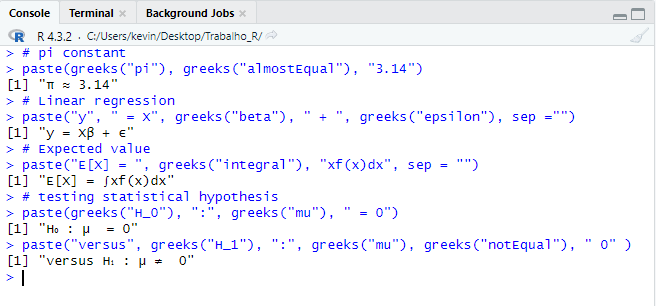 Console Terminal × Background Jobs ×
R 4.3.2 · C:/Users/kevin/Desktop/Trabalho_R/
> # pi constant
> paste(greeks("pi"), greeks("almostEqual"), "3.14")
[1] "π ≈ 3.14"
> # Linear regression
> paste("y", " = X", greeks("beta"), " + ", greeks("epsilon"), sep ="")
[1] "y = Xβ + ϵ"
> # Expected value
> paste("E[X] = ", greeks("integral"), "xf(x)dx", sep = "")
[1] "E[X] = ∫xf(x)dx"
> # testing statistical hypothesis
> paste(greeks("H_0"), ":", greeks("mu"), " = 0")
[1] "H₀ : μ  = 0"
> paste("versus", greeks("H_1"), ":", greeks("mu"), greeks("notEqual"), " 0" )
[1] "versus H₁ : μ ≠  0"
>